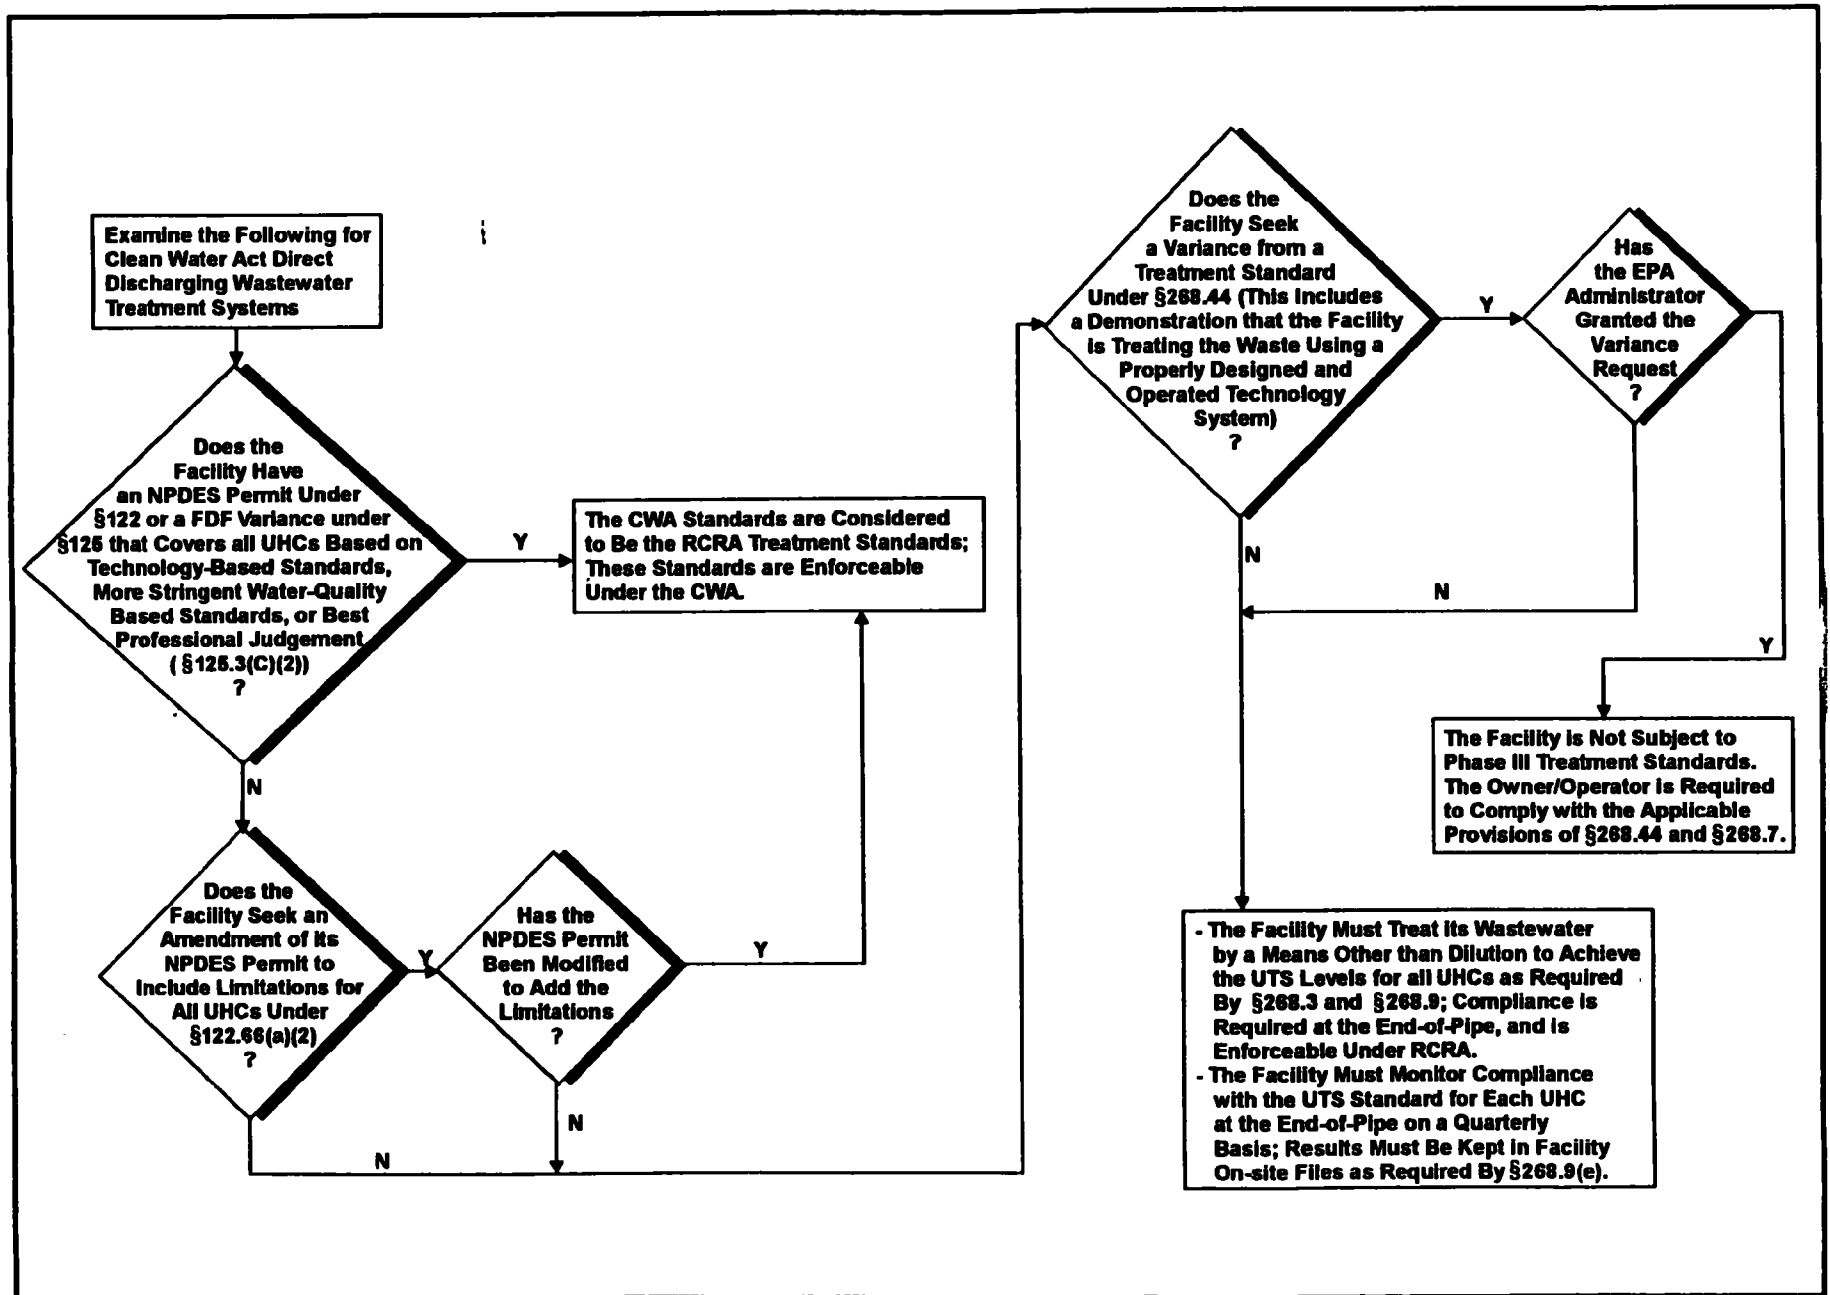 Examine the Following for
Clean Water Act Direct
Discharging Wastewater
Treatment Systems
Does the
Facility Have
an NPDES Permit Under
§122 or a FDF Variance under
§125 that Covers all UHCs Based on
Technology-Based Standards,
More Stringent Water-Quality
Based Standards, or Best
Professional Judgement
(§125.3(C)(2))
?
Y
The CWA Standards are Considered
to Be the RCRA Treatment Standards;
These Standards are Enforceable
Under the CWA.
N
Does the
Facility Seek an
Amendment of its
NPDES Permit to
Include Limitations for
All UHCs Under
§122.66(a)(2)
?
Y
Has the
NPDES Permit
Been Modified
to Add the
Limitations
?
Y
N
N
Does the
Facility Seek
a Variance from a
Treatment Standard
Under §268.44 (This Includes
a Demonstration that the Facility
is Treating the Waste Using a
Properly Designed and
Operated Technology
System)
?
Y
Has
the EPA
Administrator
Granted the
Variance
Request
?
N
N
Y
The Facility is Not Subject to
Phase III Treatment Standards.
The Owner/Operator is Required
to Comply with the Applicable
Provisions of §268.44 and §268.7.
- The Facility Must Treat its Wastewater
by a Means Other than Dilution to Achieve
the UTS Levels for all UHCs as Required
By §268.3 and §268.9; Compliance is
Required at the End-of-Pipe, and is
Enforceable Under RCRA.
- The Facility Must Monitor Compliance
with the UTS Standard for Each UHC
at the End-of-Pipe on a Quarterly
Basis; Results Must Be Kept in Facility
On-site Files as Required By §268.9(e).